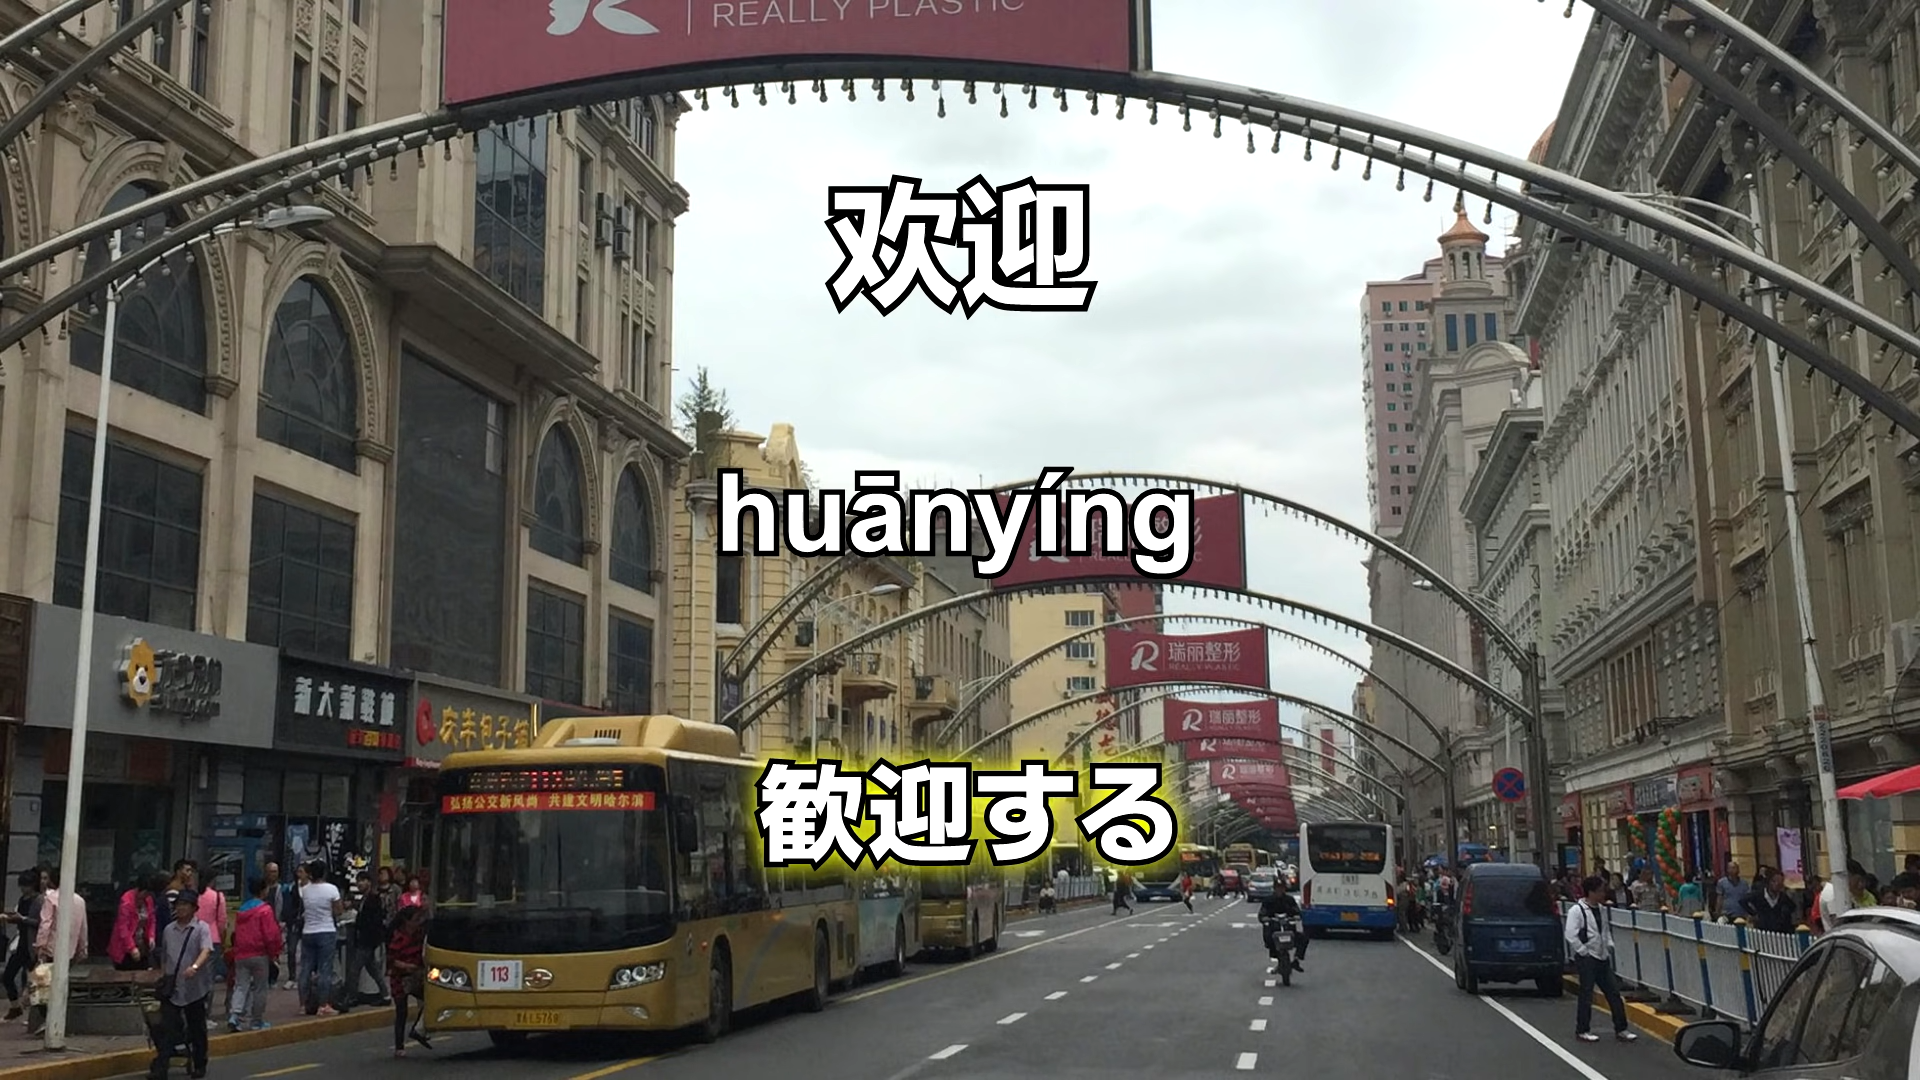 REALLY PLASTIC
欢迎
huānyíng
瑞丽整形
REALLY PLASTIC
瑞丽整形
新大新
庆丰包子铺
歓迎する
弘扬公交新风尚 共建文明哈尔滨
113